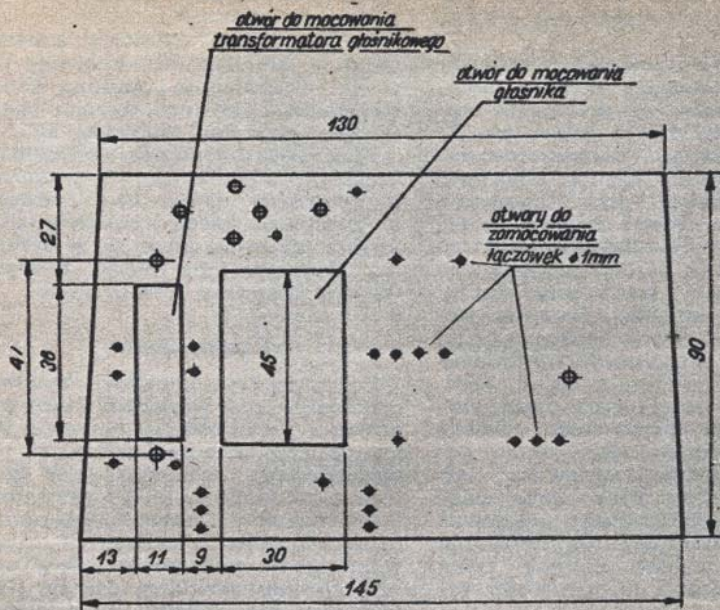 otwór do mocowania
transformatora głośnikowego
otwór do mocowania
głośnika
130
otwory do
zamocowania
łączówek ϕ 1mm
27
41
38
45
90
13
11
9
30
145